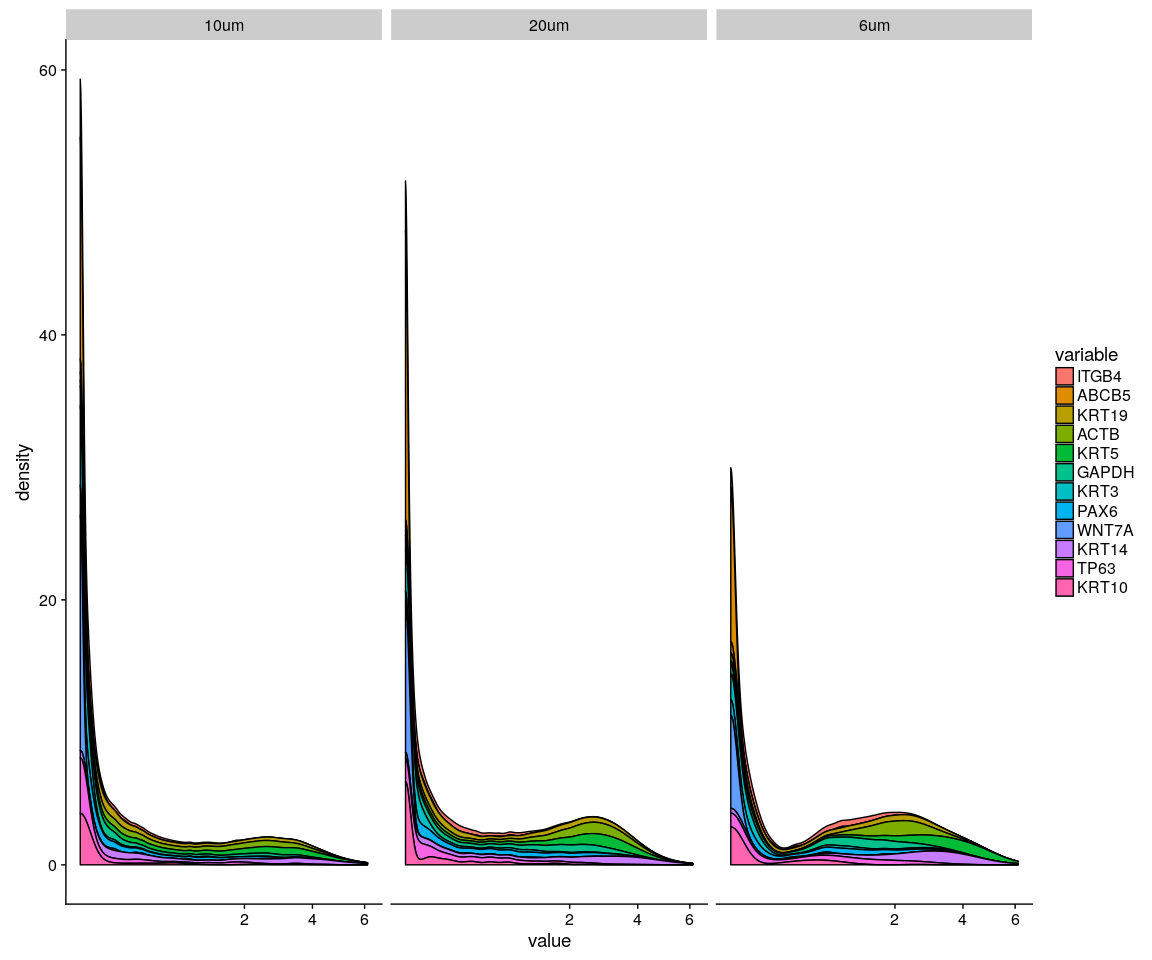 10um 20um 6um
60
40
20
0
density
2 4 6 2 4 6 2 4 6
value
variable
ITGB4
ABCB5
KRT19
ACTB
KRT5
GAPDH
KRT3
PAX6
WNT7A
KRT14
TP63
KRT10